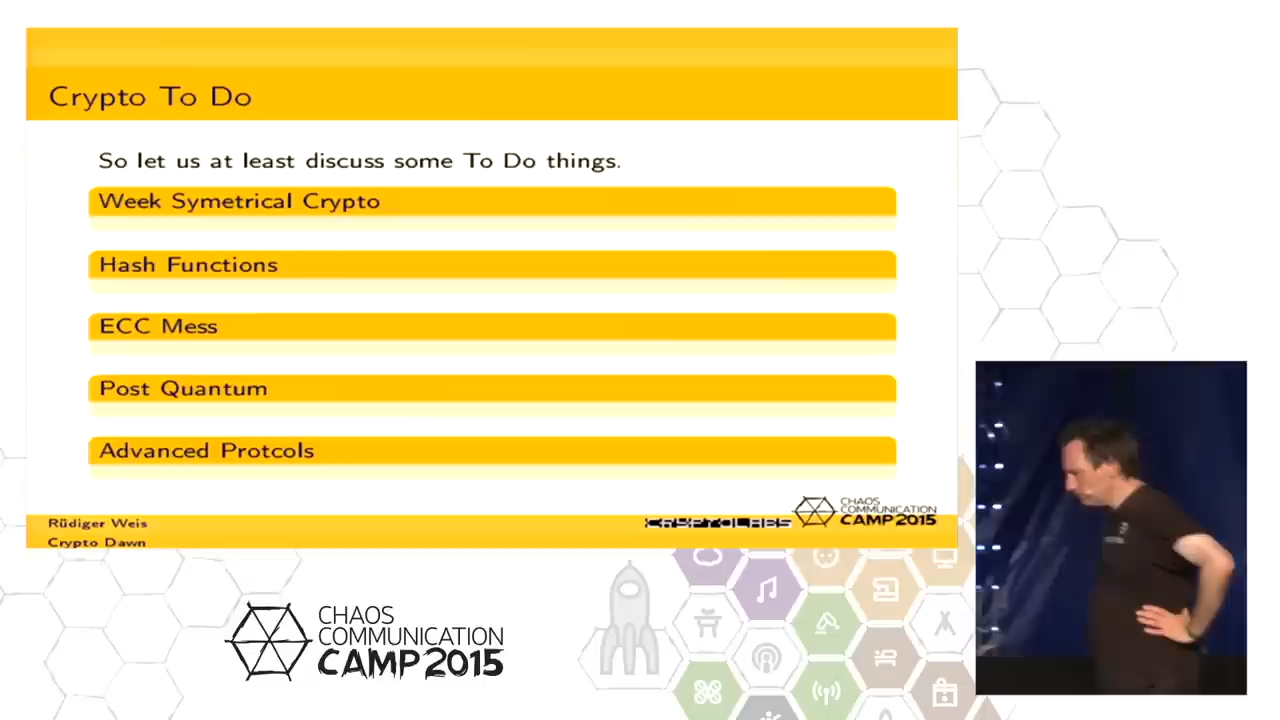 Crypto To Do
So let us at least discuss some To Do things.
Week Symetrical Crypto
Hash Functions
ECC Mess
Post Quantum
Advanced Protcols
Rüdiger Weis
Crypto Dawn
CRYPTOLABS
CHAOS
COMMUNICATION
CAMP 2015
CHAOS
COMMUNICATION
CAMP 2015